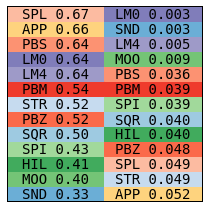 SPL 0.67 LM0 0.003
APP 0.66 SND 0.003
PBS 0.64 LM4 0.005
LM0 0.64 MOO 0.009
LM4 0.64 PBS 0.036
PBM 0.54 PBM 0.039
STR 0.52 SPI 0.039
PBZ 0.52 SQR 0.040
SQR 0.50 HIL 0.040
SPI 0.43 PBZ 0.048
HIL 0.41 SPL 0.049
MOO 0.40 STR 0.049
SND 0.33 APP 0.052